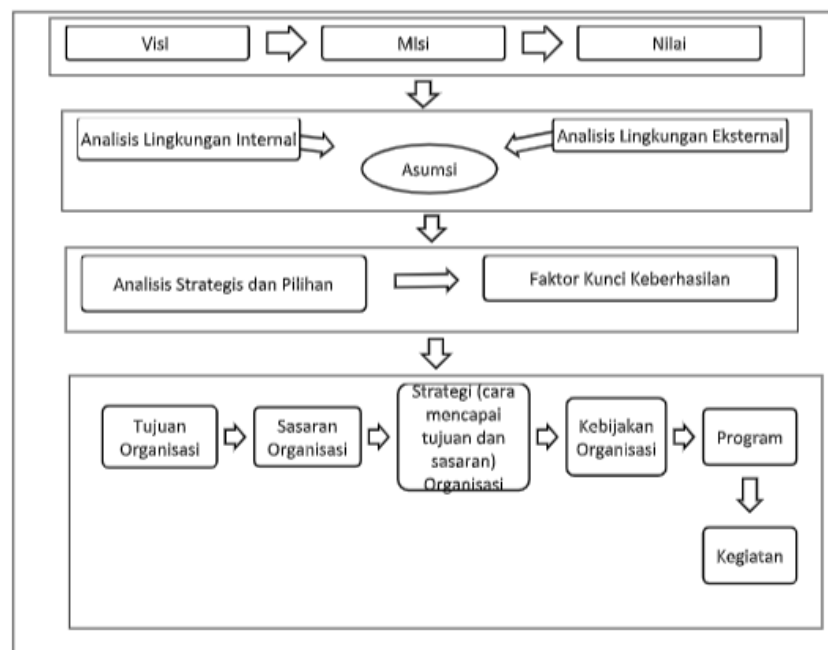 Visi
Misi
Nilai
Analisis Lingkungan Internal
Analisis Lingkungan Eksternal
Asumsi
Analisis Strategis dan Pilihan
Faktor Kunci Keberhasilan
Tujuan
Organisasi
Sasaran
Organisasi
Strategi (cara
mencapai
tujuan dan
sasaran)
Organisasi
Kebijakan
Organisasi
Program
Kegiatan